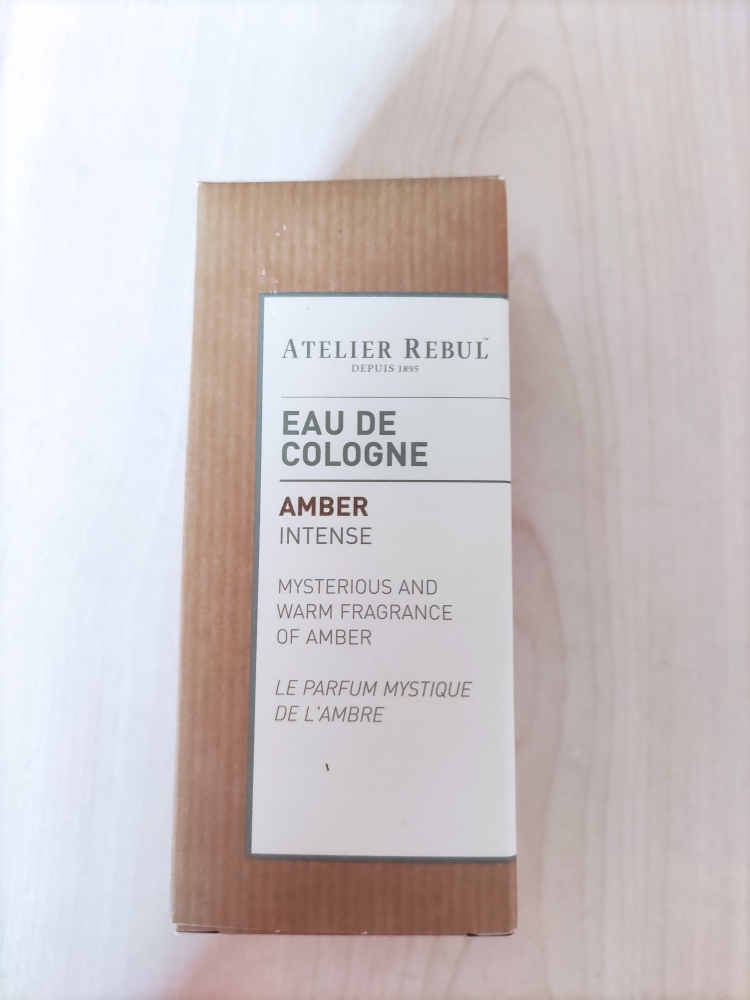 ATELIER REBUL™
DEPUIS 1895
EAU DE
COLOGNE
AMBER
INTENSE
MYSTERIOUS AND
WARM FRAGRANCE
OF AMBER
LE PARFUM MYSTIQUE
DE L'AMBRE